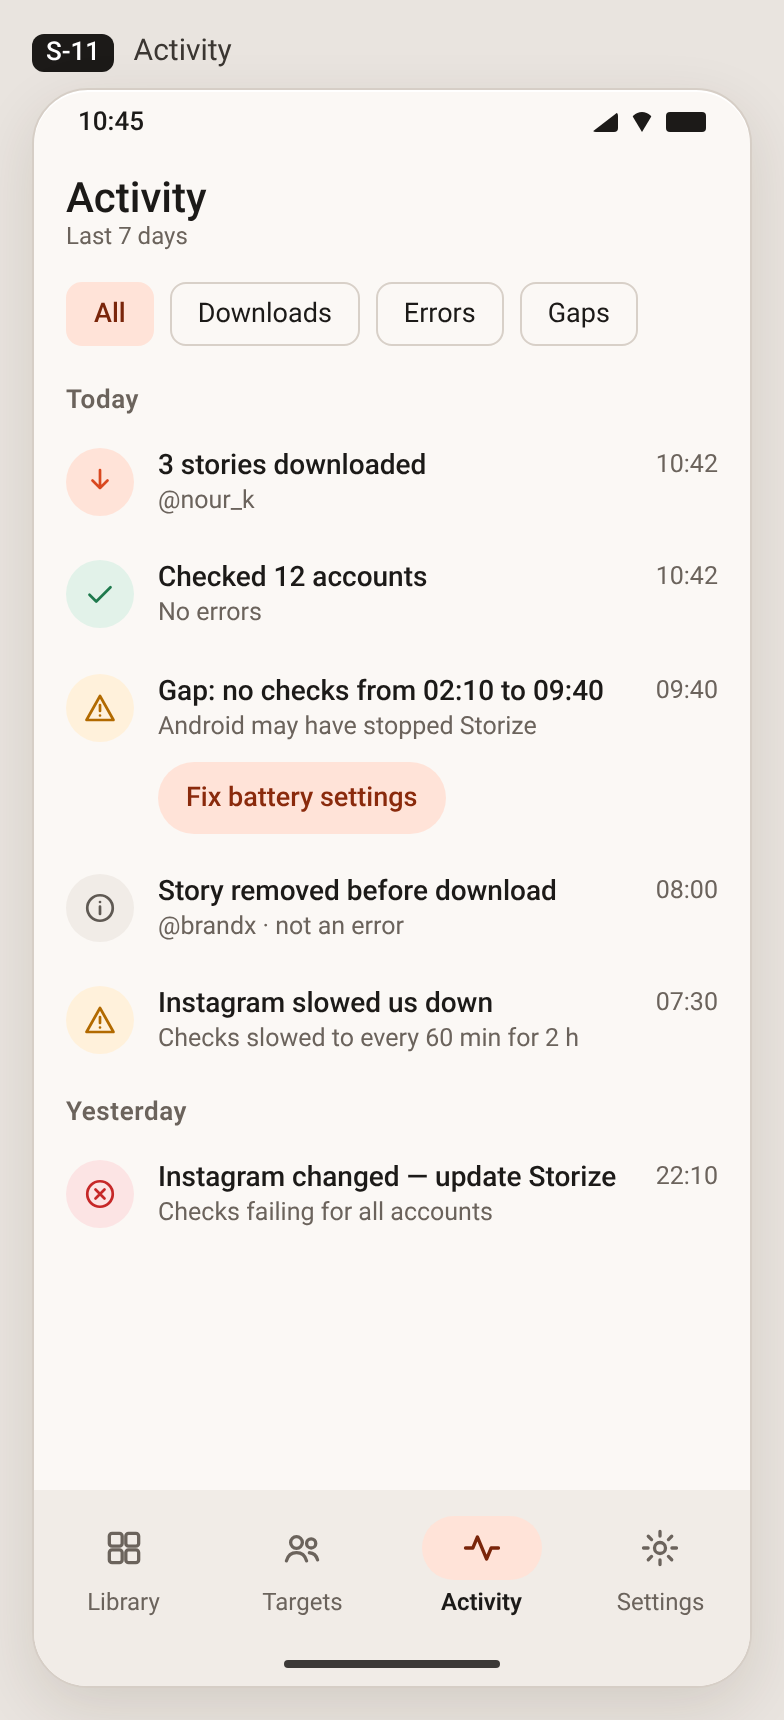 S-11 Activity
10:45
Activity
Last 7 days
All Downloads Errors Gaps
Today
3 stories downloaded 10:42
@nour_k
Checked 12 accounts 10:42
No errors
Gap: no checks from 02:10 to 09:40 09:40
Android may have stopped Storize
Fix battery settings
Story removed before download 08:00
@brandx · not an error
Instagram slowed us down 07:30
Checks slowed to every 60 min for 2 h
Yesterday
Instagram changed — update Storize 22:10
Checks failing for all accounts
Library Targets Activity Settings